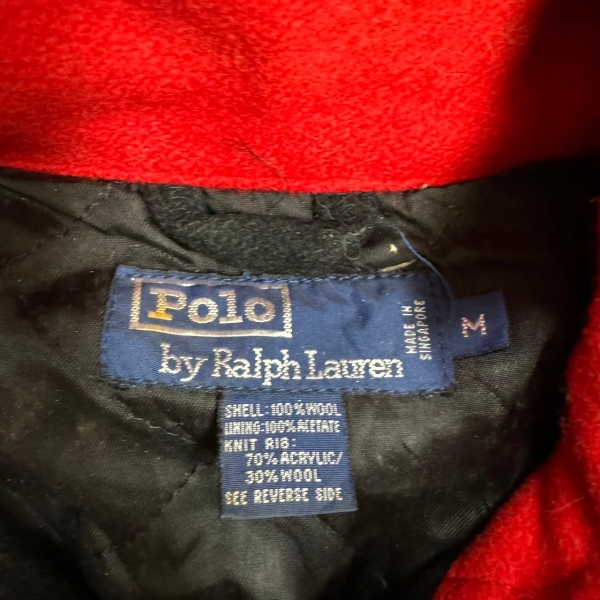 Polo
by Ralph Lauren
MADE IN
SINGAPORE
M
SHELL: 100% WOOL
LINING: 100% ACETATE
KNIT RIB:
70% ACRYLIC/
30% WOOL
SEE REVERSE SIDE